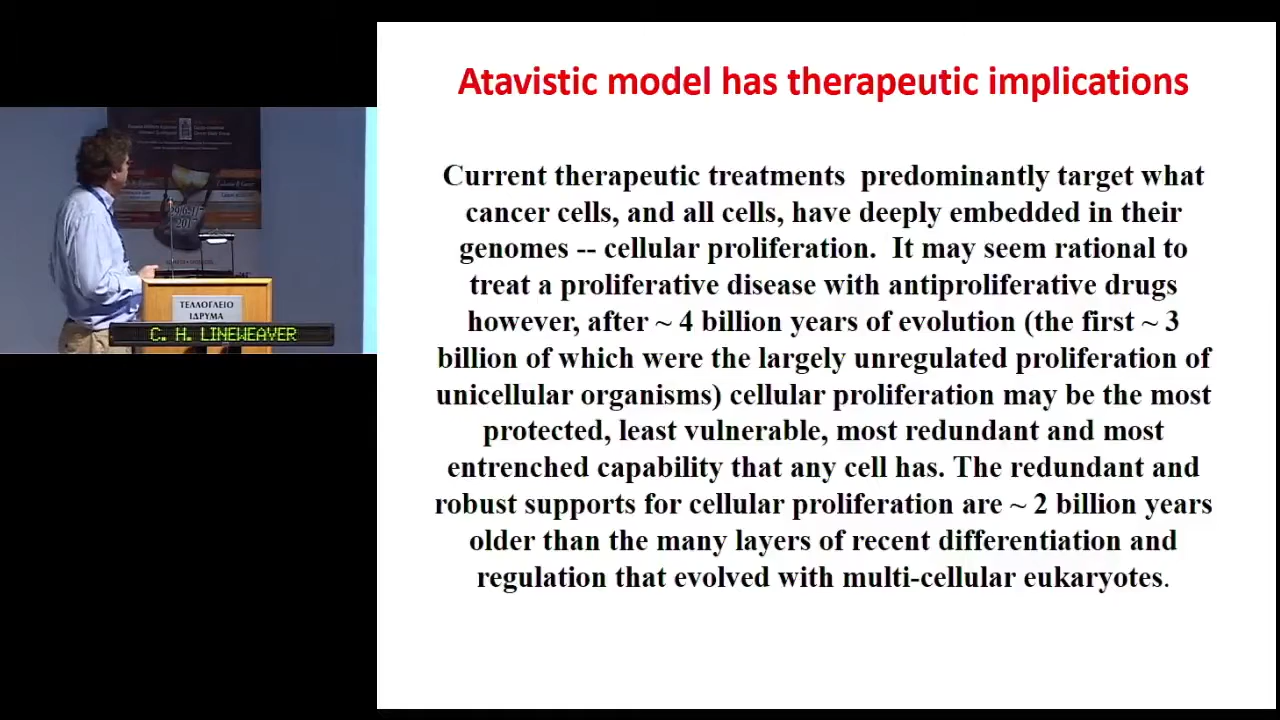 Atavistic model has therapeutic implications
Current therapeutic treatments predominantly target what
cancer cells, and all cells, have deeply embedded in their
genomes -- cellular proliferation. It may seem rational to
treat a proliferative disease with antiproliferative drugs
however, after ~ 4 billion years of evolution (the first ~ 3
billion of which were the largely unregulated proliferation of
unicellular organisms) cellular proliferation may be the most
protected, least vulnerable, most redundant and most
entrenched capability that any cell has. The redundant and
robust supports for cellular proliferation are ~ 2 billion years
older than the many layers of recent differentiation and
regulation that evolved with multi-cellular eukaryotes.
ΤΕΛΛΟΓΛΕΙΟ
ΙΔΡΥΜΑ
C. H. LINEWEAVER